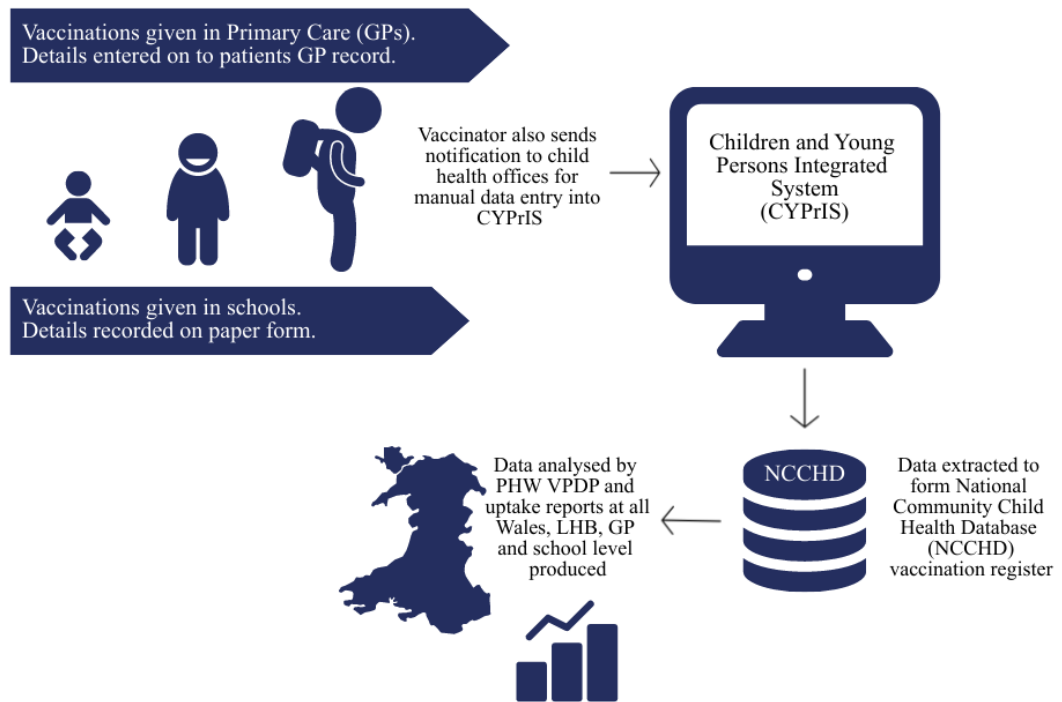 Vaccinations given in Primary Care (GPs).
Details entered on to patients GP record.
Vaccinator also sends
notification to child
health offices for
manual data entry into
CYPrIS
Children and Young
Persons Integrated
System
(CYPrIS)
Vaccinations given in schools.
Details recorded on paper form.
NCCHD
Data extracted to
form National
Community Child
Health Database
(NCCHD)
vaccination register
Data analysed by
PHW VPDP and
uptake reports at all
Wales, LHB, GP
and school level
produced